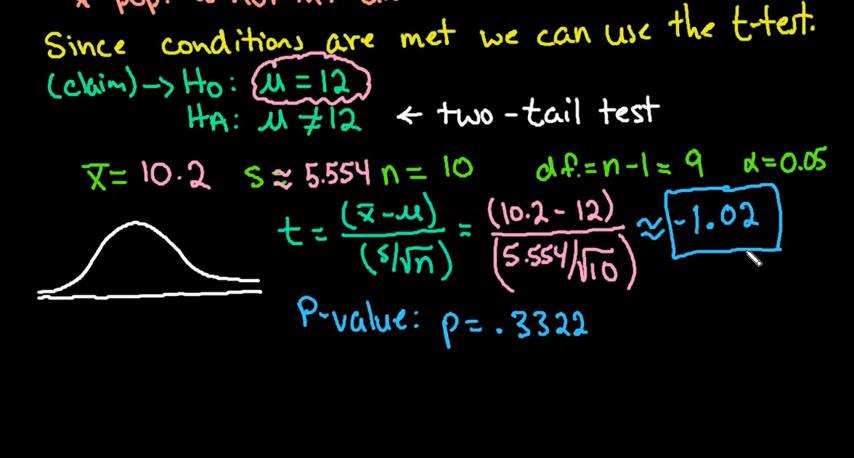 Since conditions are met we can use the t-test.
(claim) → H₀: μ = 12
Hᴀ: μ ≠ 12 ← two-tail test
x̄ = 10.2 s ≈ 5.554 n = 10 d.f. = n-1 = 9 α = 0.05
t = (x̄ - μ) / (s/√n) = (10.2 - 12) / (5.554/√10) ≈ -1.02
P-value: p = .3322